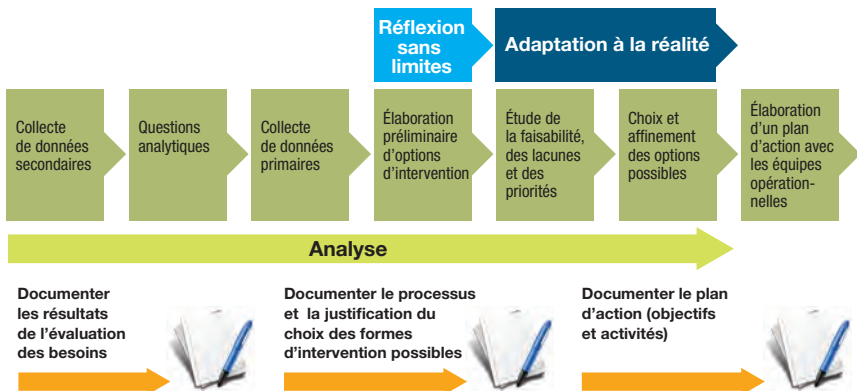 Réflexion
sans
limites
Adaptation à la réalité
Collecte
de données
secondaires
Questions
analytiques
Collecte
de données
primaires
Élaboration
préliminaire
d'options
d'intervention
Étude de
la faisabilité,
des lacunes
et des
priorités
Choix et
affinement
des options
possibles
Élaboration
d'un plan
d'action avec
les équipes
opération-
nelles
Analyse
Documenter
les résultats
de l'évaluation
des besoins
Documenter le processus
et la justification du
choix des formes
d'intervention possibles
Documenter le plan
d'action (objectifs
et activités)